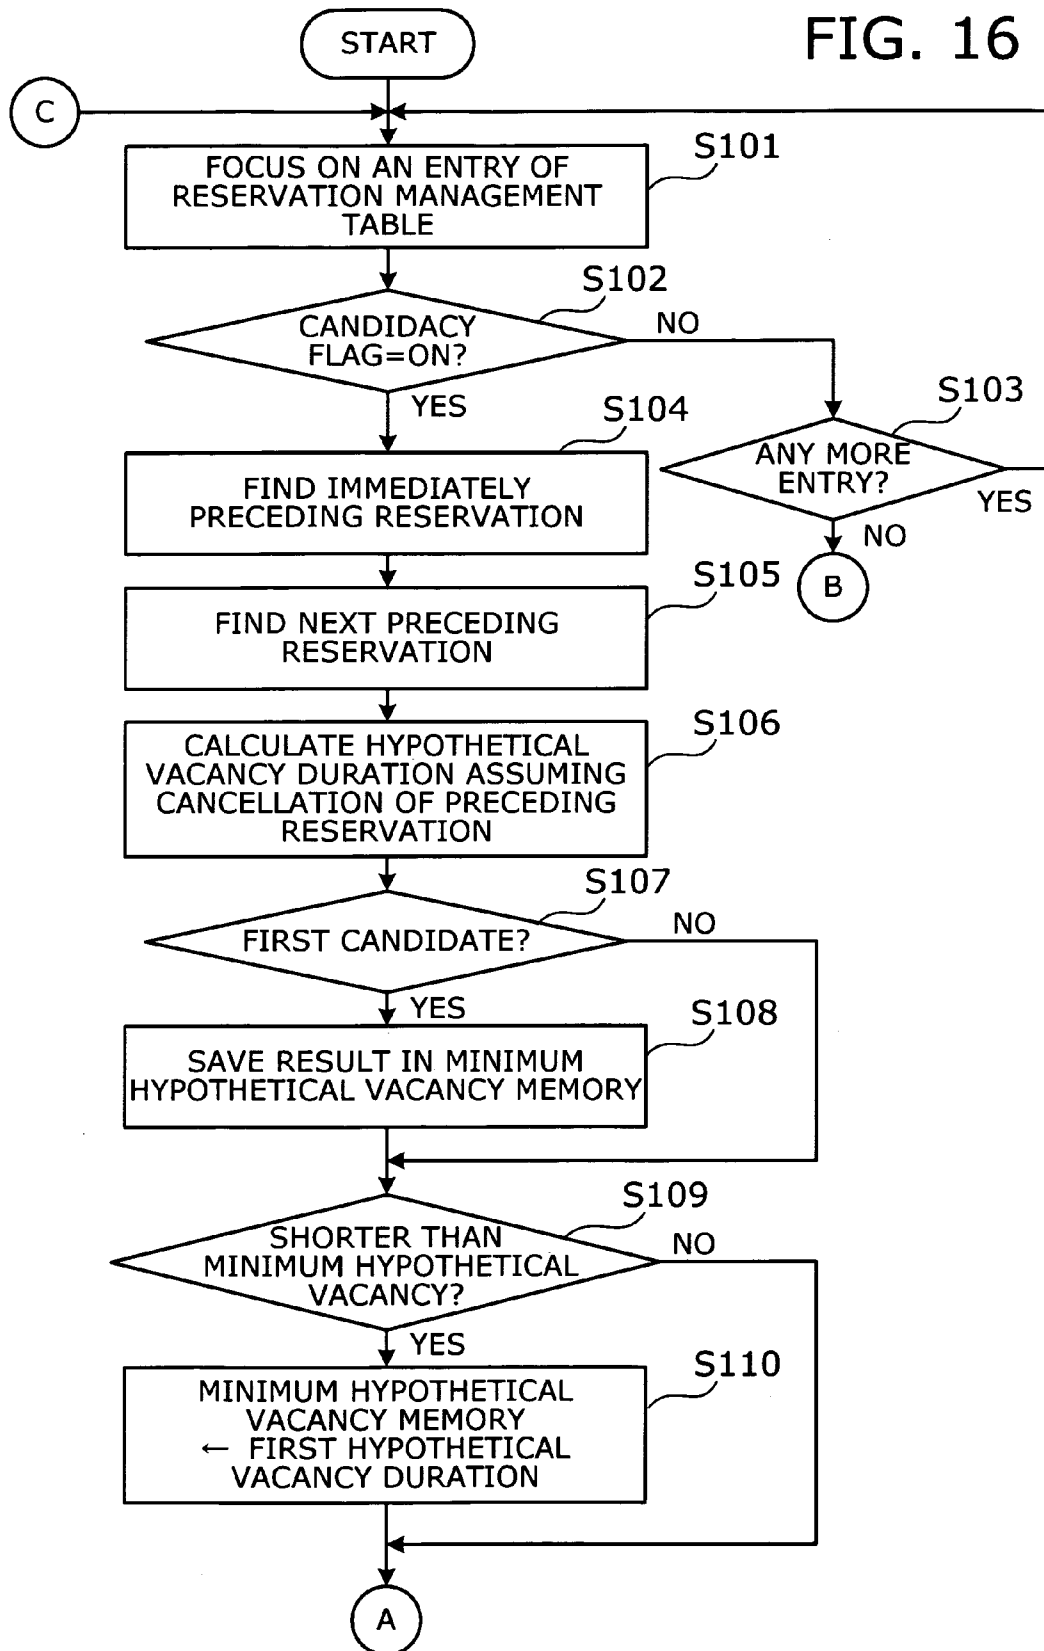 FIG. 16
START
C
S101
FOCUS ON AN ENTRY OF
RESERVATION MANAGEMENT
TABLE
S102
CANDIDACY
FLAG=ON?
NO
YES
S103
ANY MORE
ENTRY?
YES
NO
B
S104
FIND IMMEDIATELY
PRECEDING RESERVATION
S105
FIND NEXT PRECEDING
RESERVATION
S106
CALCULATE HYPOTHETICAL
VACANCY DURATION ASSUMING
CANCELLATION OF PRECEDING
RESERVATION
S107
FIRST CANDIDATE?
NO
YES
S108
SAVE RESULT IN MINIMUM
HYPOTHETICAL VACANCY MEMORY
S109
SHORTER THAN
MINIMUM HYPOTHETICAL
VACANCY?
NO
YES
S110
MINIMUM HYPOTHETICAL
VACANCY MEMORY
← FIRST HYPOTHETICAL
VACANCY DURATION
A